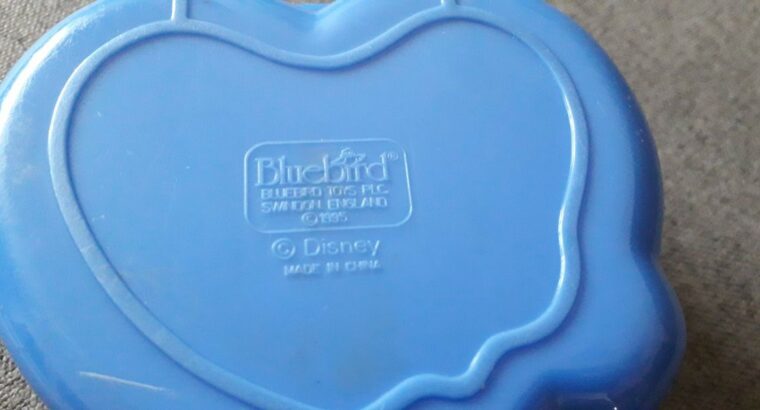 Bluebird®
BLUEBIRD TOYS PLC
SWINDON, ENGLAND
©1995
© Disney
MADE IN CHINA